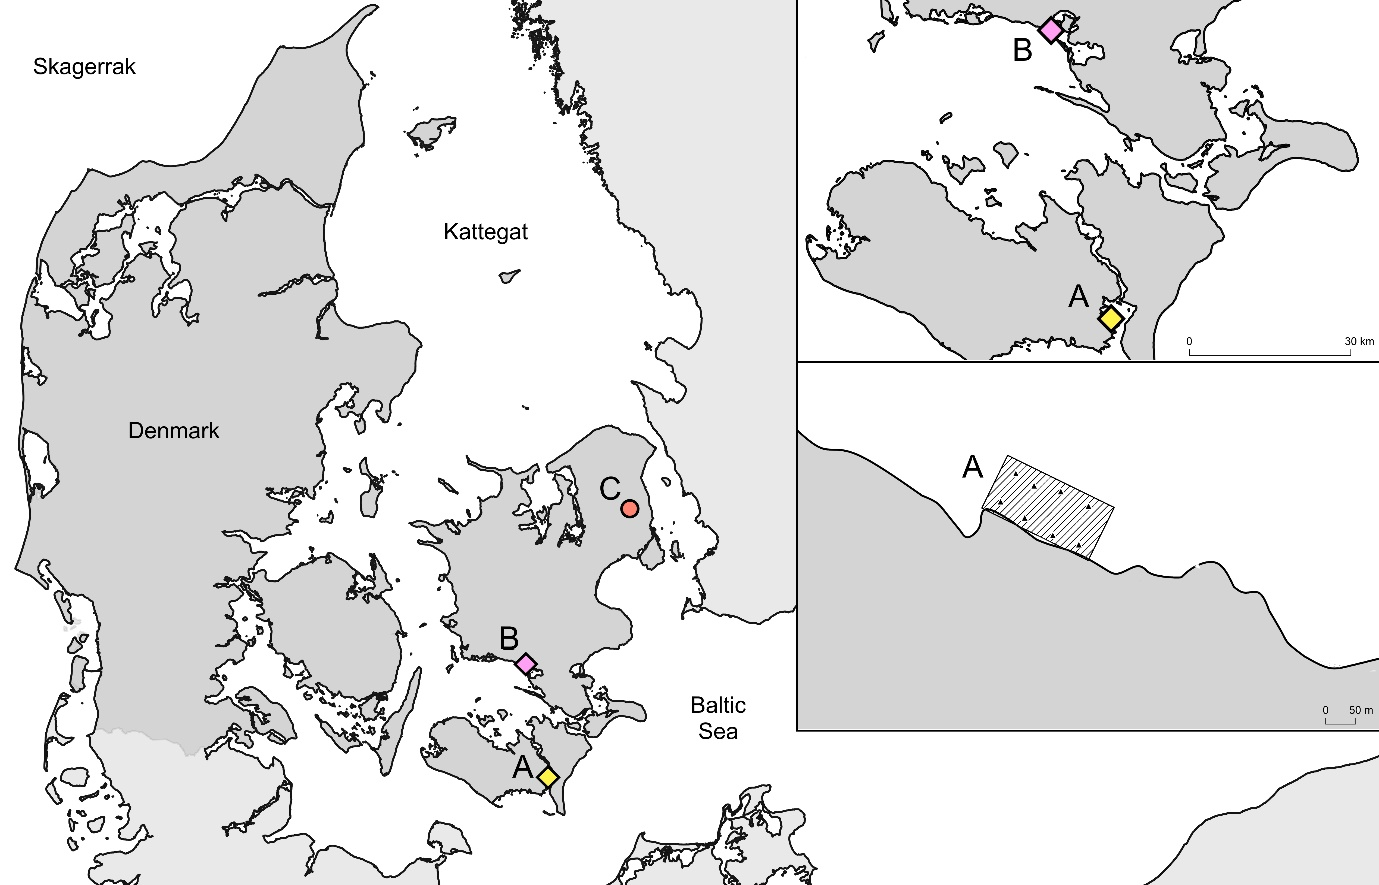 Skagerrak
Kattegat
Denmark
C
B
A
Baltic
Sea
B
A
0 30 km
A
0 50 m